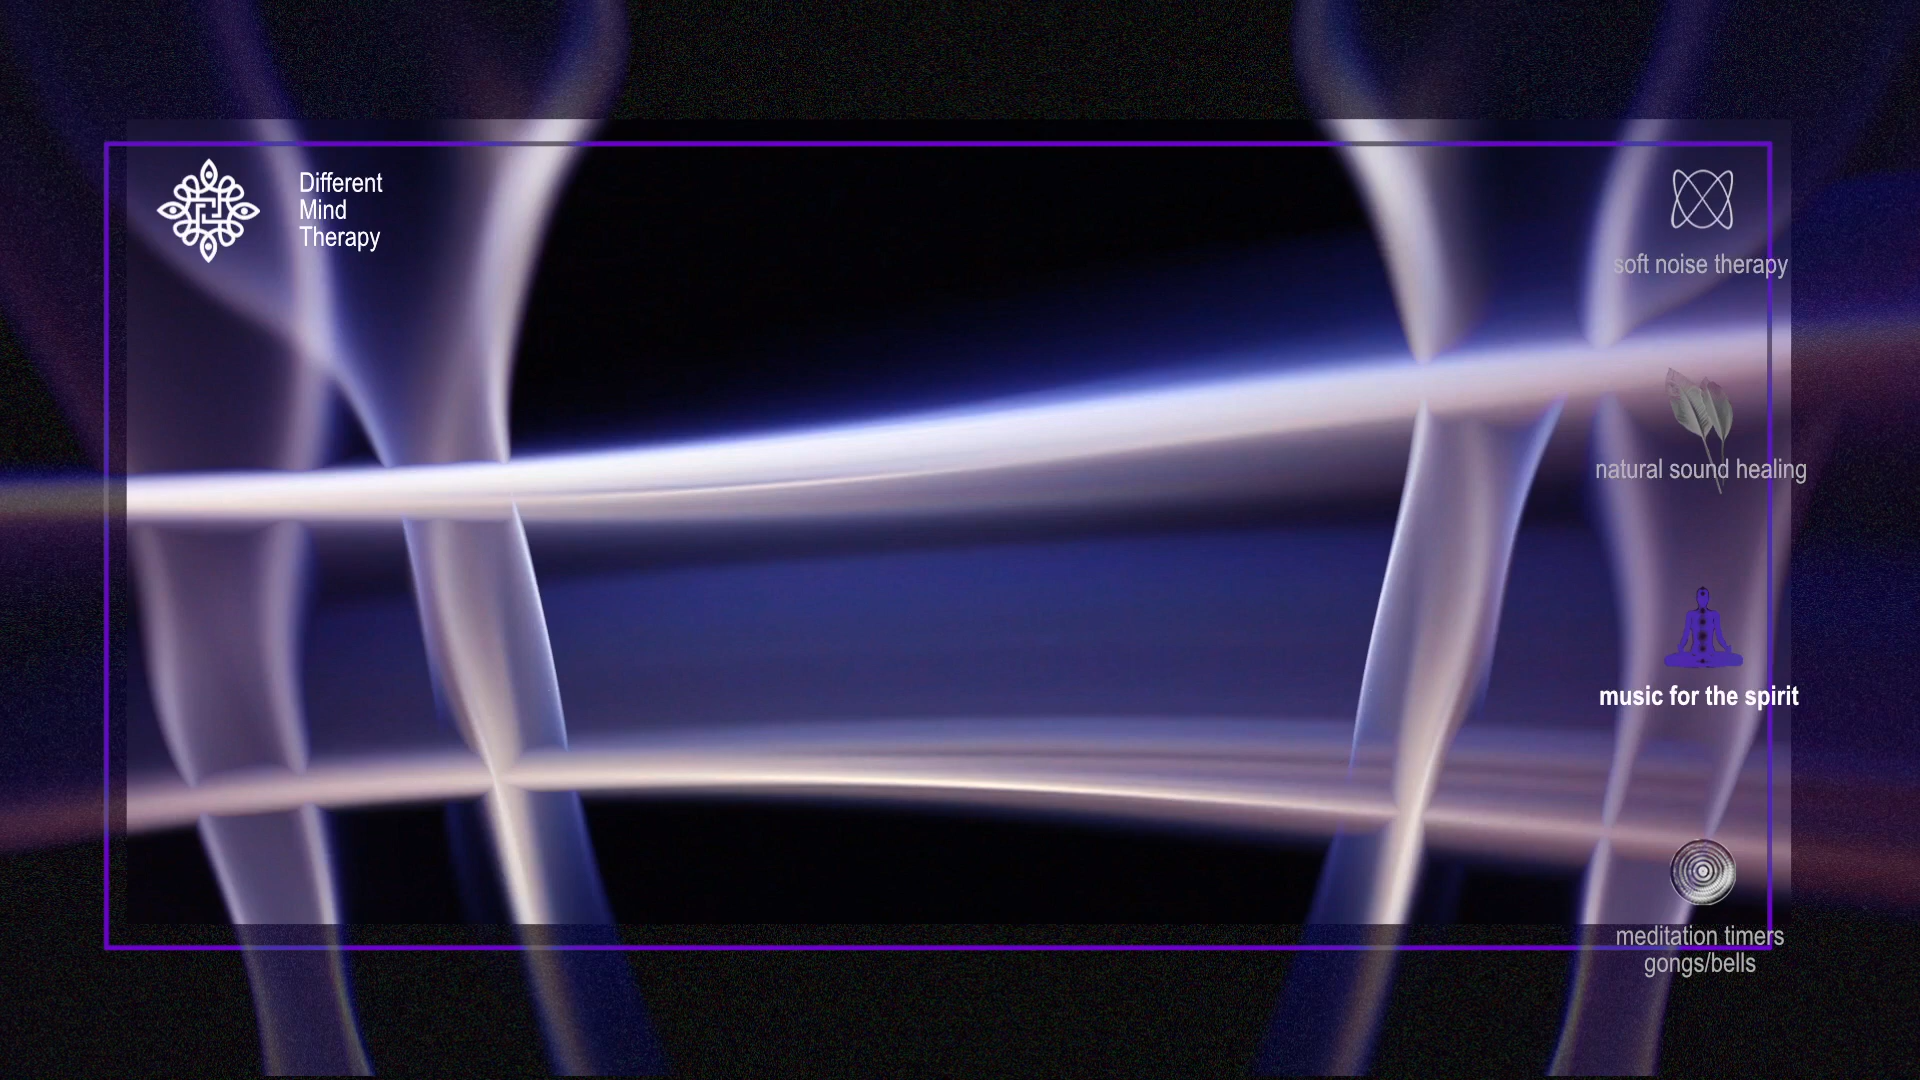 Different
Mind
Therapy
soft noise therapy
natural sound healing
music for the spirit
meditation timers
gongs/bells